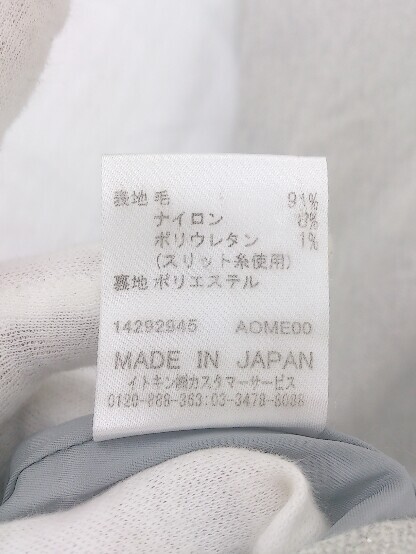 表地 毛 91%
ナイロン 8%
ポリウレタン 1%
(スリット糸使用)
裏地 ポリエステル
14292945 AOME00
MADE IN JAPAN
イトキン㈱カスタマーサービス
0120-888-363:03-3478-8088